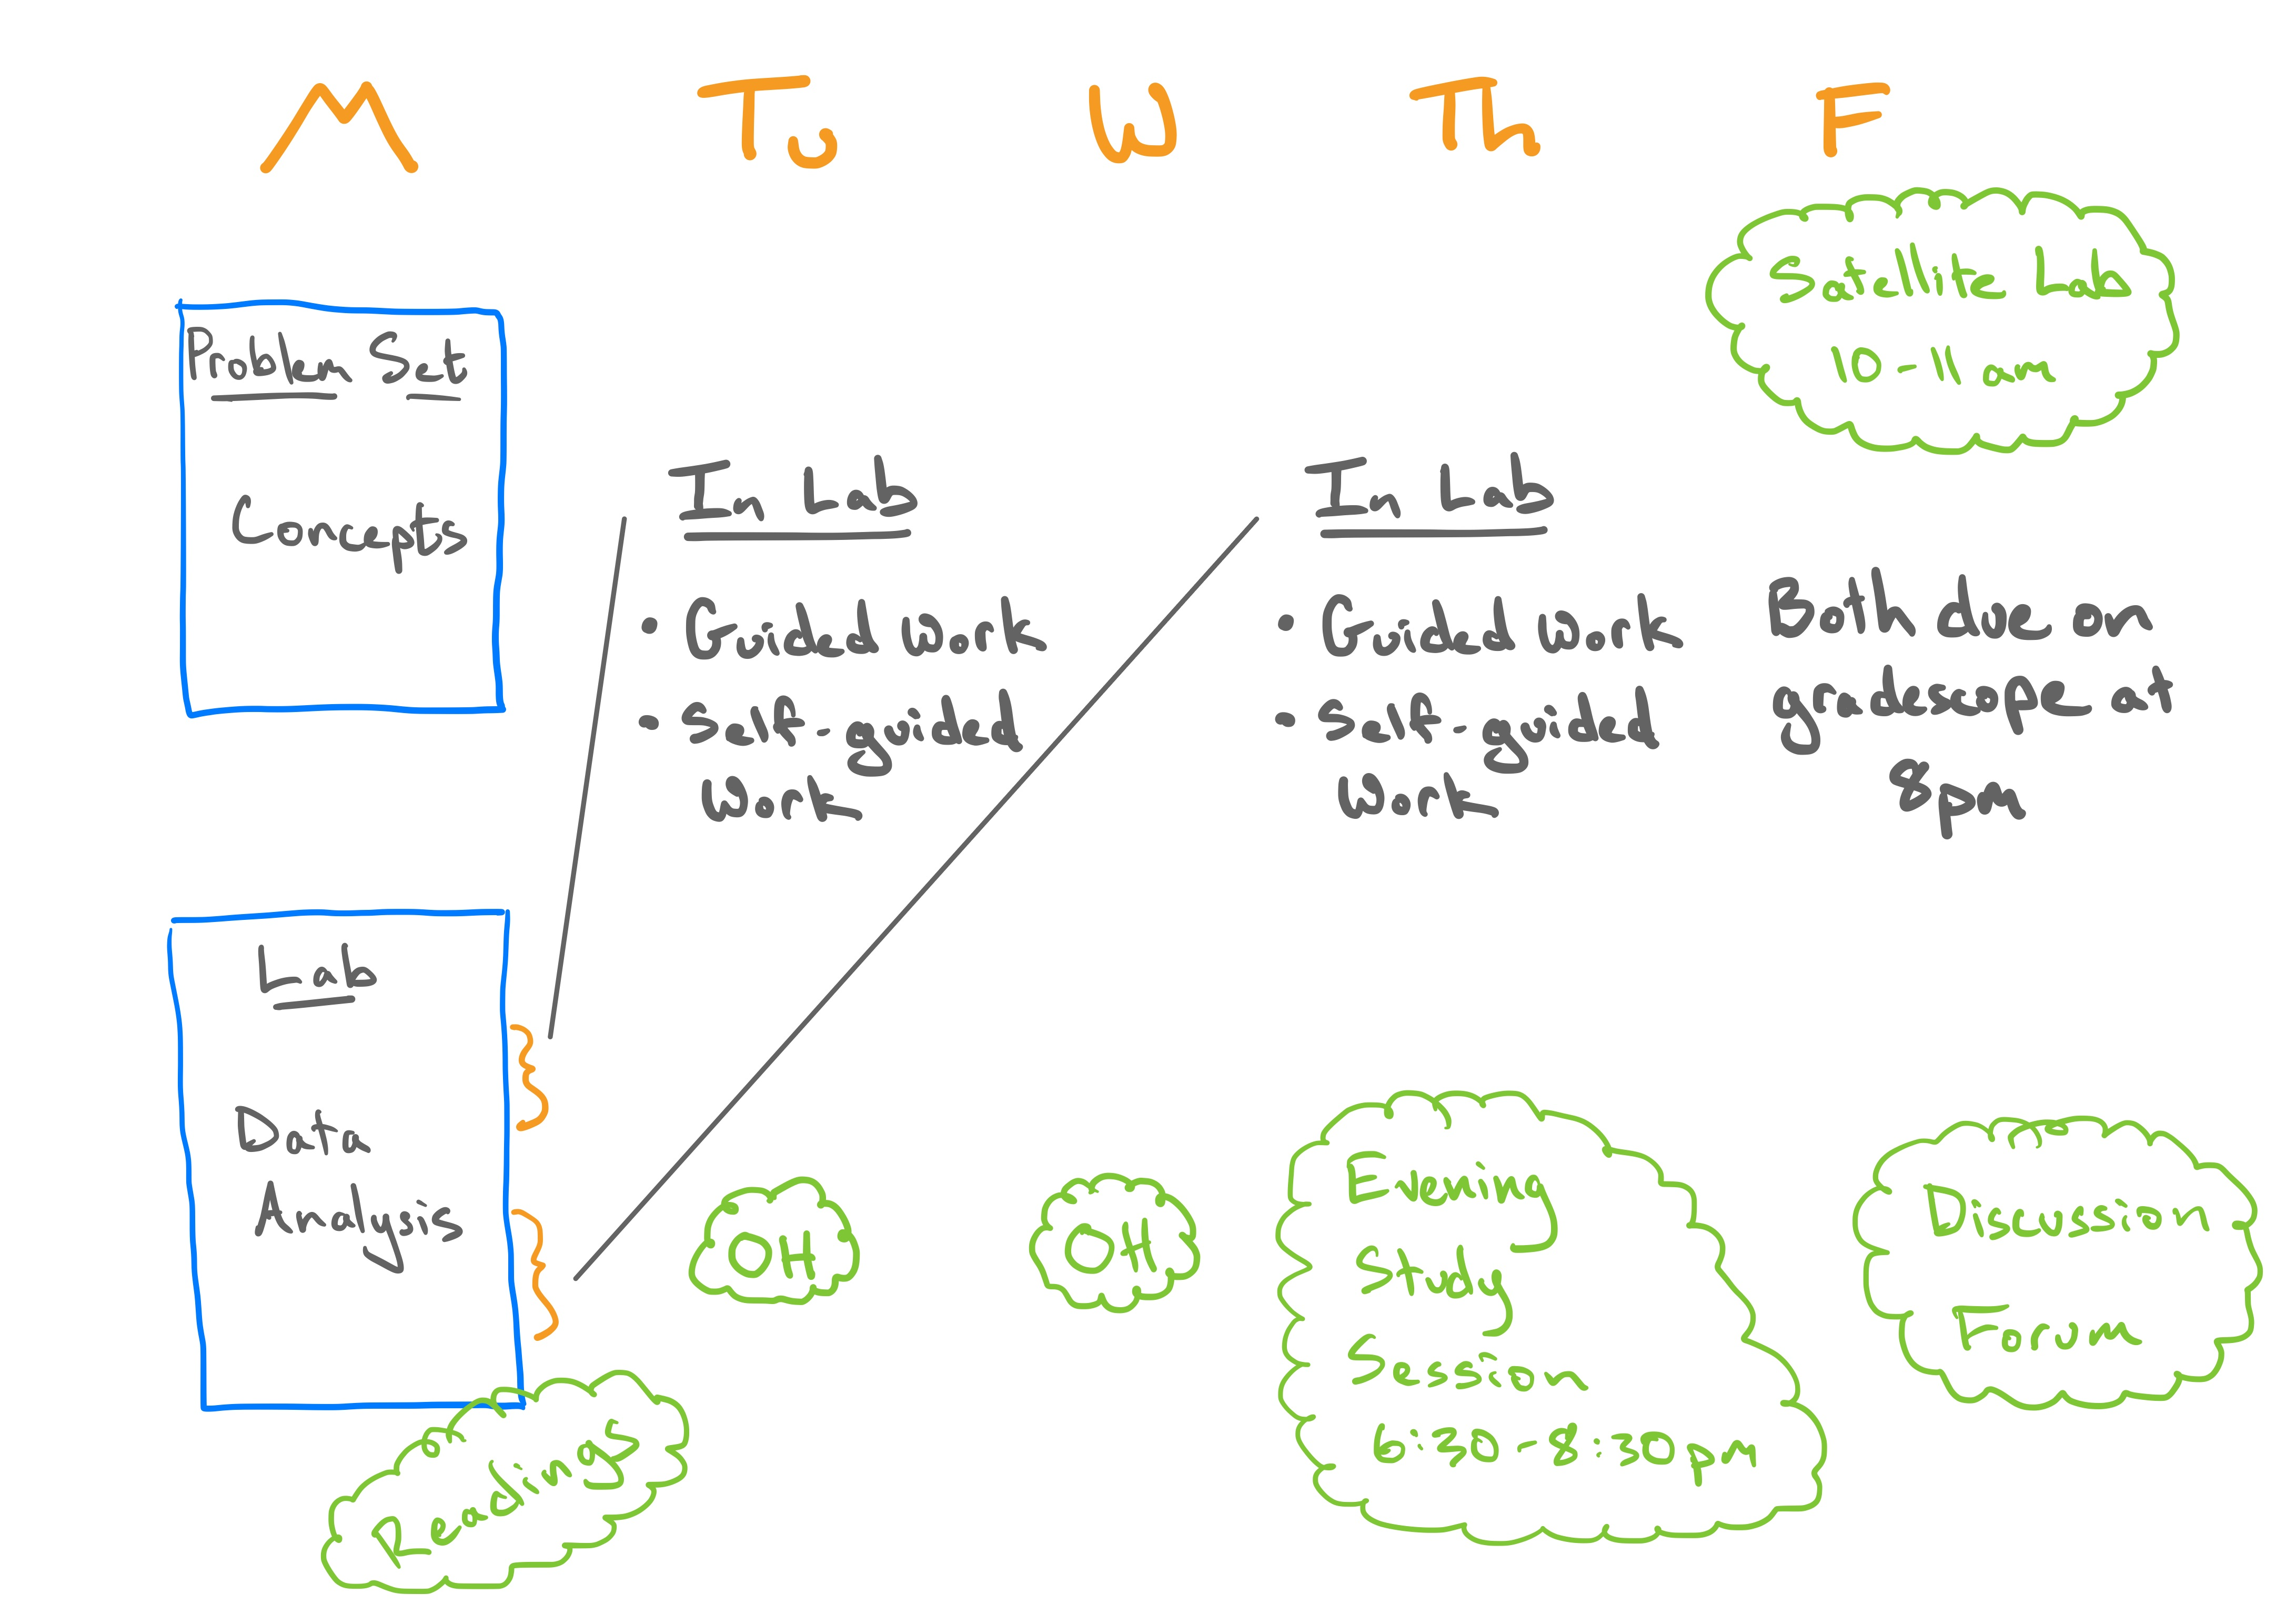 M Tu W Th F
Problem Set
Concepts
Lab
Data
Analysis
Readings
In Lab
• Guided Work
• Self-guided
Work
OH
OH
In Lab
• Guided Work
• Self-guided
Work
Evening
Study
Session
6:30-8:30pm
Satellite Lab
10-11am
Both due on
gradescope at
8pm
Discussion
Forum